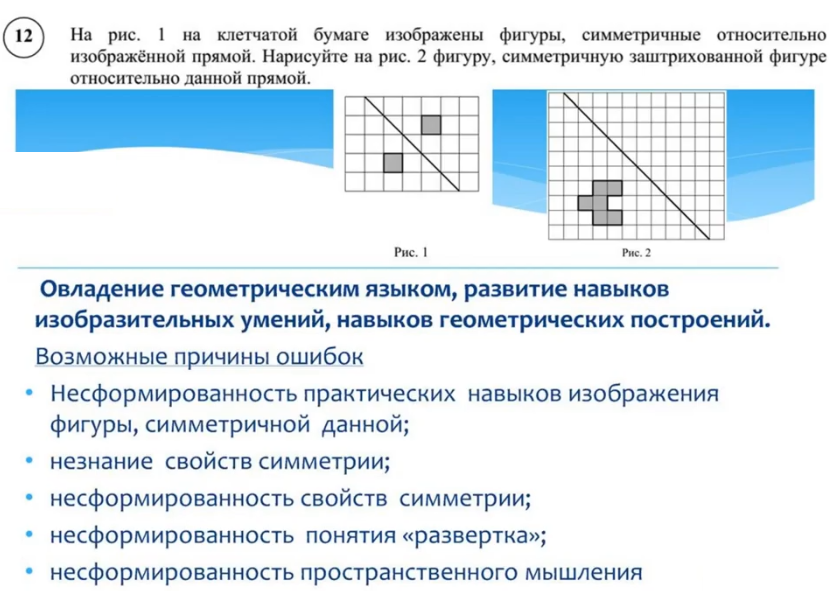 12 На рис. 1 на клетчатой бумаге изображены фигуры, симметричные относительно
изображённой прямой. Нарисуйте на рис. 2 фигуру, симметричную заштрихованной фигуре
относительно данной прямой.
Рис. 1
Рис. 2
Овладение геометрическим языком, развитие навыков
изобразительных умений, навыков геометрических построений.
Возможные причины ошибок
• Несформированность практических навыков изображения
фигуры, симметричной данной;
• незнание свойств симметрии;
• несформированность свойств симметрии;
• несформированность понятия «развертка»;
• несформированность пространственного мышления